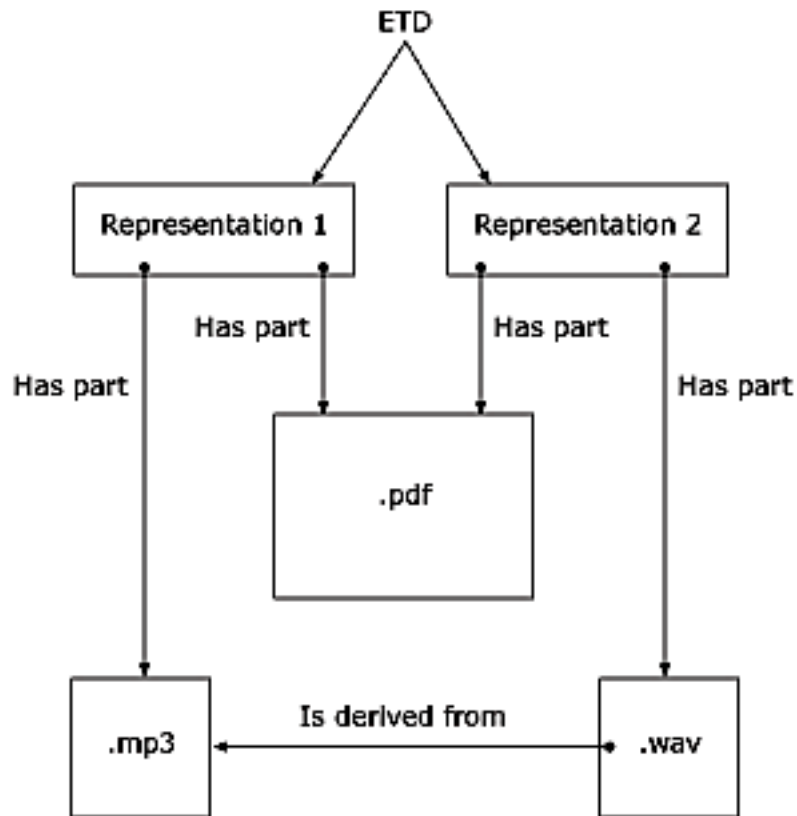 ETD
Representation 1
Representation 2
Has part
Has part
Has part
Has part
.pdf
Is derived from
.mp3
.wav